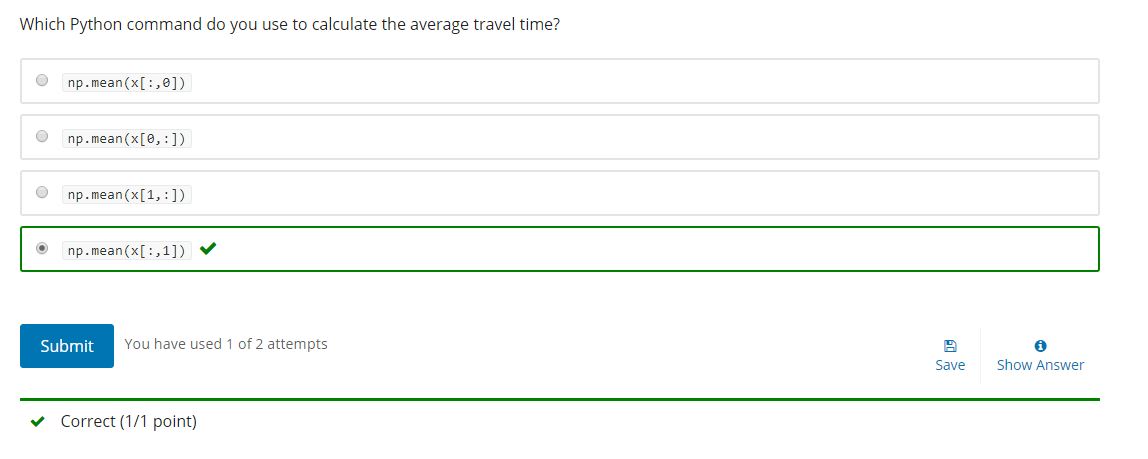 Which Python command do you use to calculate the average travel time?
np.mean(x[:,0])
np.mean(x[0,:])
np.mean(x[1,:])
np.mean(x[:,1])
Submit
You have used 1 of 2 attempts
Save
Show Answer
Correct (1/1 point)